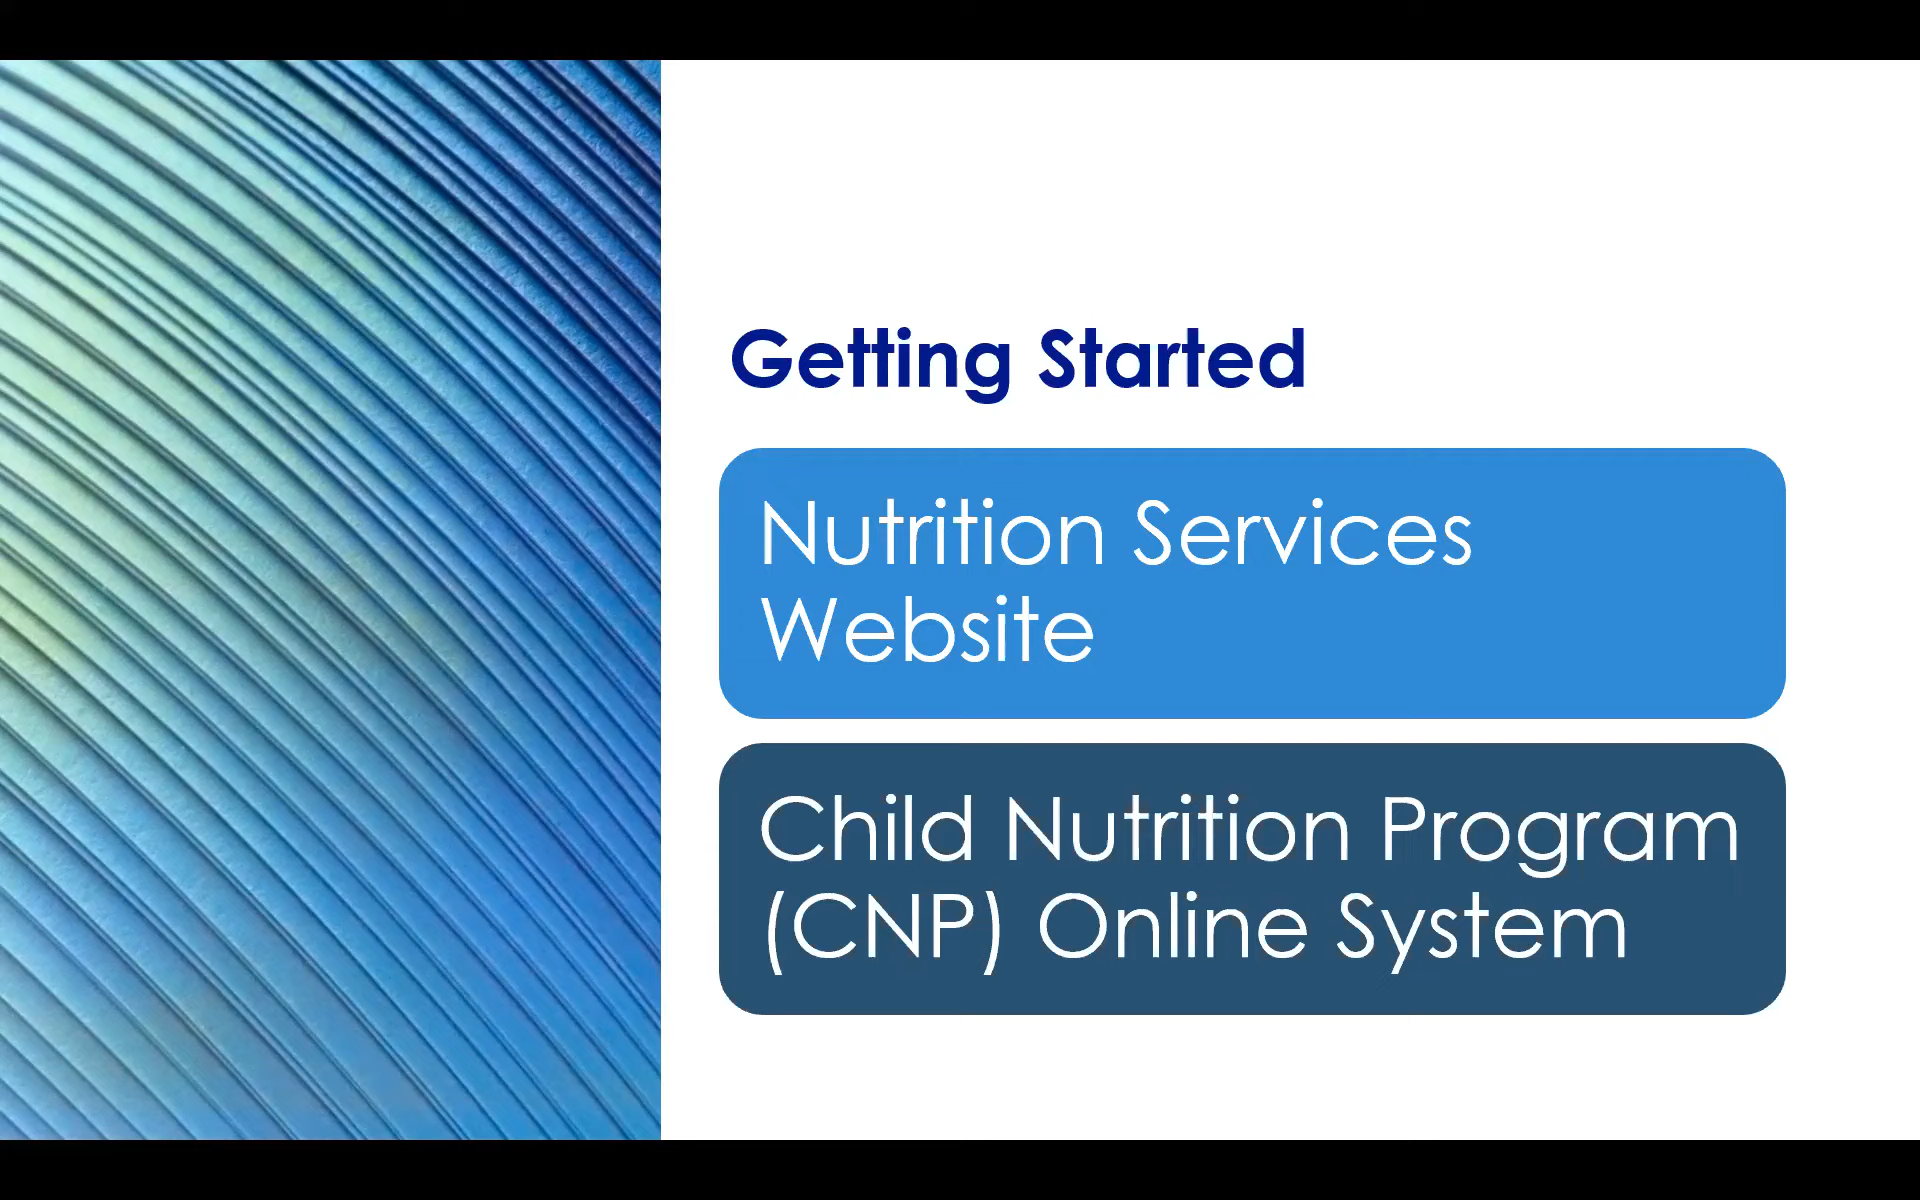 Getting Started
Nutrition Services
Website
Child Nutrition Program
(CNP) Online System